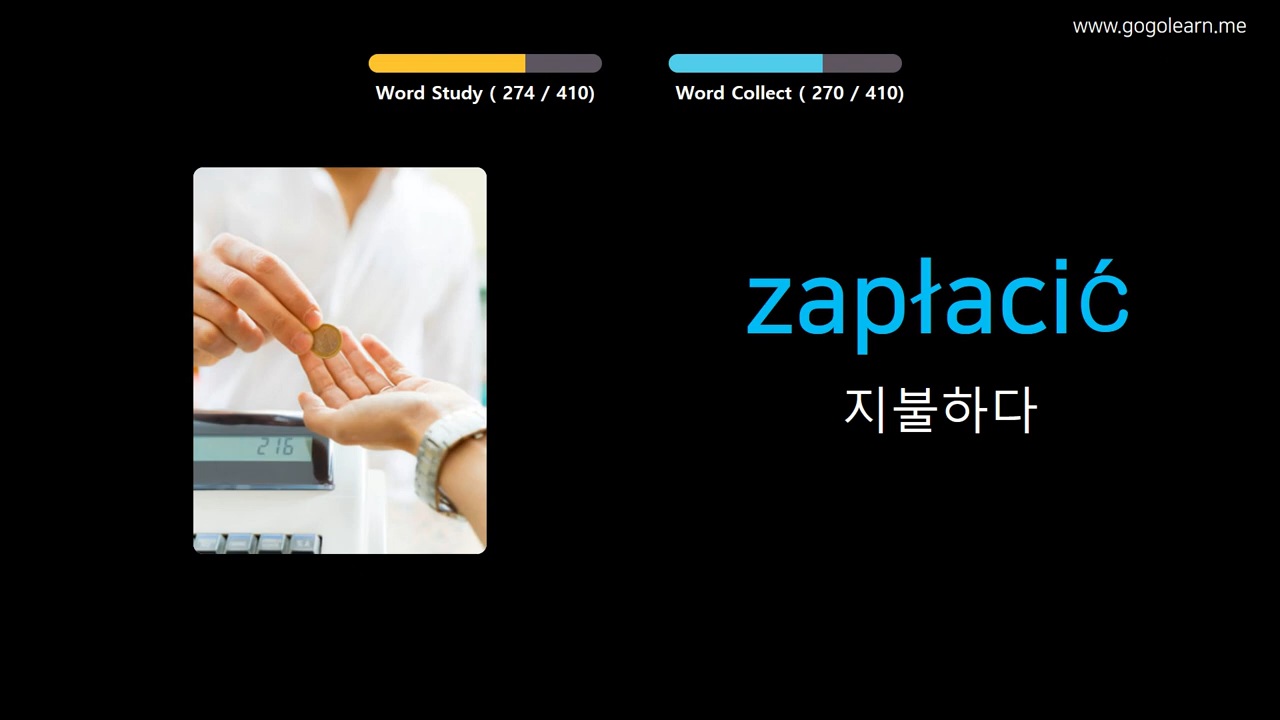 www.gogolearn.me
Word Study ( 274 / 410)
Word Collect ( 270 / 410)
zapłacić
지불하다
216